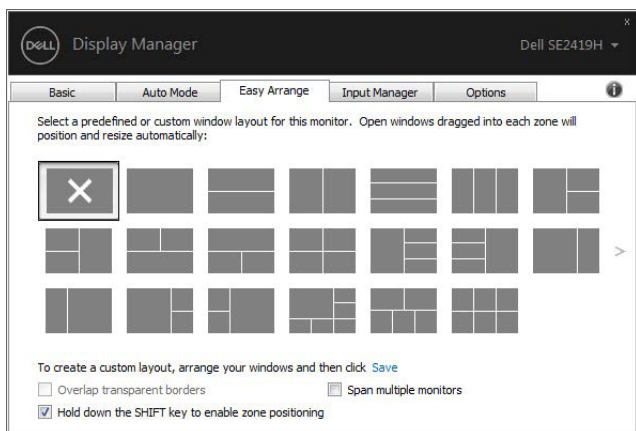 x
DELL Display Manager Dell SE2419H
Basic Auto Mode Easy Arrange Input Manager Options
Select a predefined or custom window layout for this monitor. Open windows dragged into each zone will
position and resize automatically:
>
To create a custom layout, arrange your windows and then click Save
Overlap transparent borders Span multiple monitors
Hold down the SHIFT key to enable zone positioning